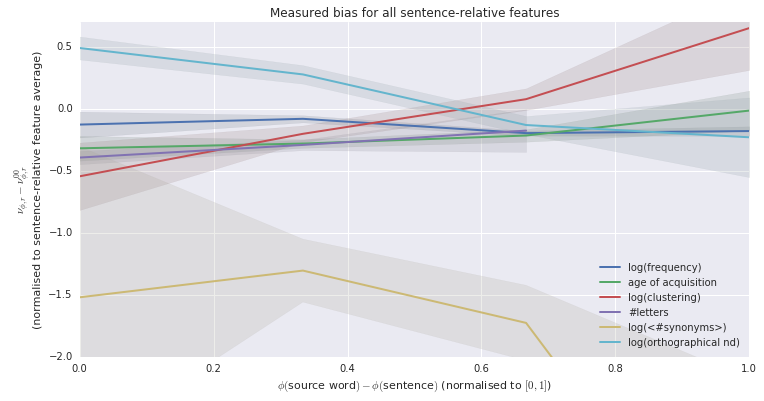 Measured bias for all sentence-relative features
ν_{ϕ,r} − ν^{00}_{ϕ,r}
(normalised to sentence-relative feature average)
0.5
0.0
−0.5
−1.0
−1.5
−2.0
log(frequency)
age of acquisition
log(clustering)
#letters
log(<#synonyms>)
log(orthographical nd)
0.0 0.2 0.4 0.6 0.8 1.0
ϕ(source word) − ϕ(sentence) (normalised to [0, 1])